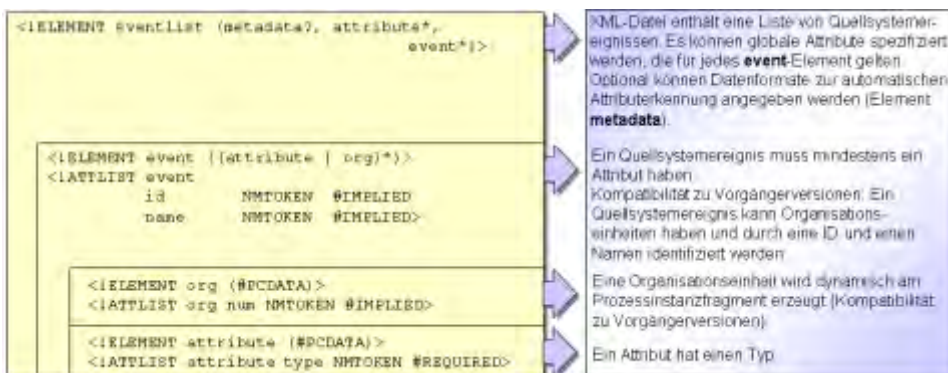 <!ELEMENT eventlist (metadata?, attribute*,
event*)>
<!ELEMENT event ((attribute | org)*)>
<!ATTLIST event
id NMTOKEN #IMPLIED
name NMTOKEN #IMPLIED>
<!ELEMENT org (#PCDATA)>
<!ATTLIST org num NMTOKEN #IMPLIED>
<!ELEMENT attribute (#PCDATA)>
<!ATTLIST attribute type NMTOKEN #REQUIRED>
XML-Datei enthält eine Liste von Quellsystemer-
eignissen. Es können globale Attribute spezifiziert
werden, die für jedes event-Element gelten.
Optional können Datenformate zur automatischen
Attributerkennung angegeben werden (Element
metadata).
Ein Quellsystemereignis muss mindestens ein
Attribut haben.
Kompatibilität zu Vorgängerversionen: Ein
Quellsystemereignis kann Organisations-
einheiten haben und durch eine ID und einen
Namen identifiziert werden
Eine Organisationseinheit wird dynamisch am
Prozessinstanzfragment erzeugt (Kompatibilität
zu Vorgängerversionen)
Ein Attribut hat einen Typ